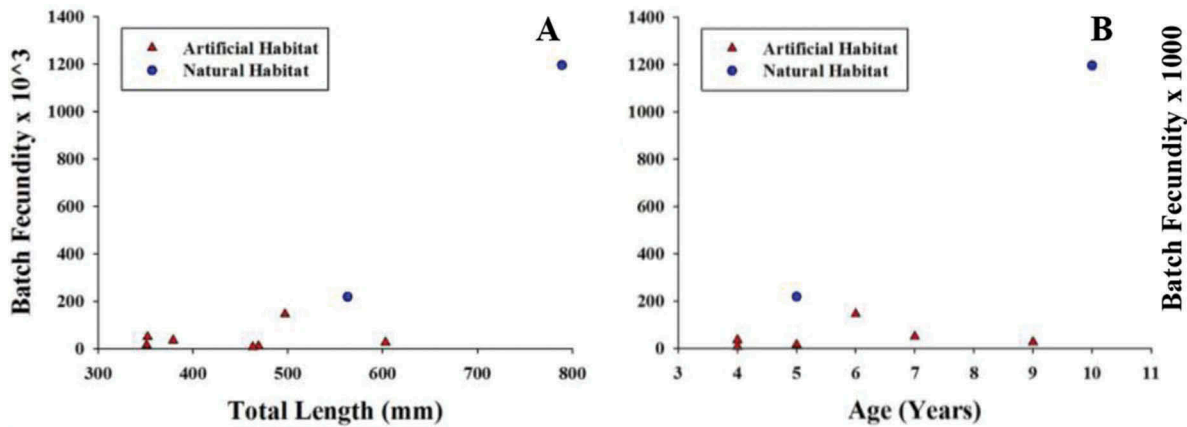 Batch Fecundity x 10^3
1400
1200
1000
800
600
400
200
0
A
Artificial Habitat
Natural Habitat
300 400 500 600 700 800
Total Length (mm)
1400
1200
1000
800
600
400
200
0
B
Artificial Habitat
Natural Habitat
3 4 5 6 7 8 9 10 11
Age (Years)
Batch Fecundity x 1000